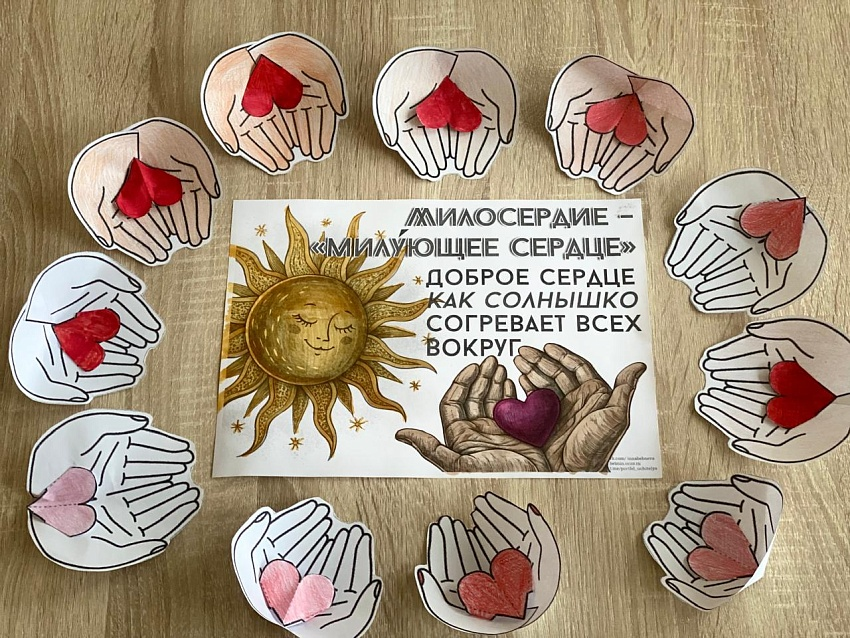 МИЛОСЕРДИЕ –
«МИЛУ́ЮЩЕЕ СЕРДЦЕ»
ДОБРОЕ СЕРДЦЕ
КАК СОЛНЫШКО
СОГРЕВАЕТ ВСЕХ
ВОКРУГ